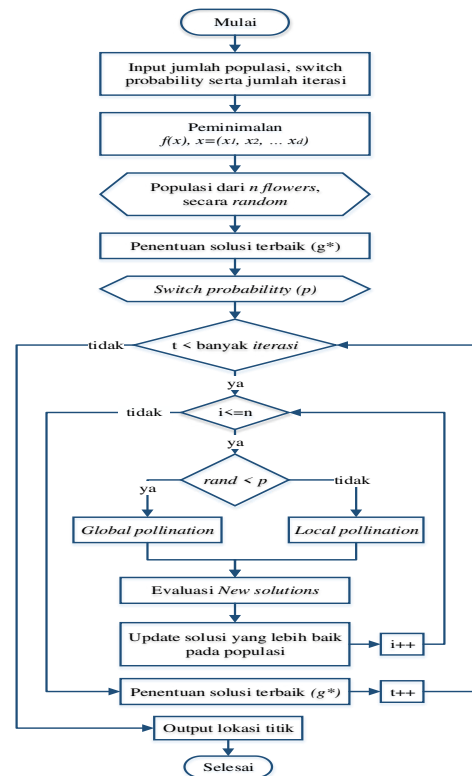 Mulai
Input jumlah populasi, switch
probability serta jumlah iterasi
Peminimalan
f(x), x=(x1, x2, ... xd)
Populasi dari n flowers,
secara random
Penentuan solusi terbaik (g*)
Switch probabilitty (p)
tidak
t < banyak iterasi
ya
tidak
i<=n
ya
rand < p
ya
tidak
Global pollination
Local pollination
Evaluasi New solutions
Update solusi yang lebih baik
pada populasi
i++
Penentuan solusi terbaik (g*)
t++
Output lokasi titik
Selesai